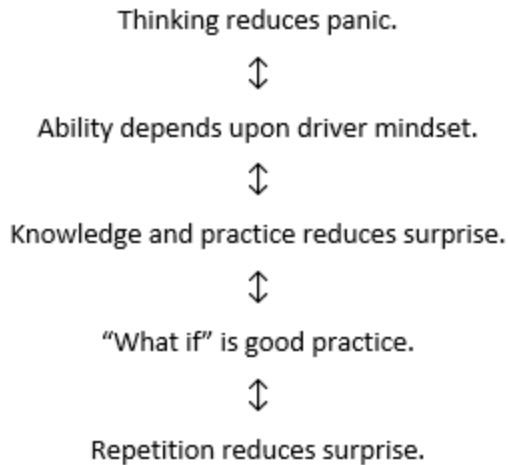 Thinking reduces panic.
↕
Ability depends upon driver mindset.
↕
Knowledge and practice reduces surprise.
↕
“What if” is good practice.
↕
Repetition reduces surprise.